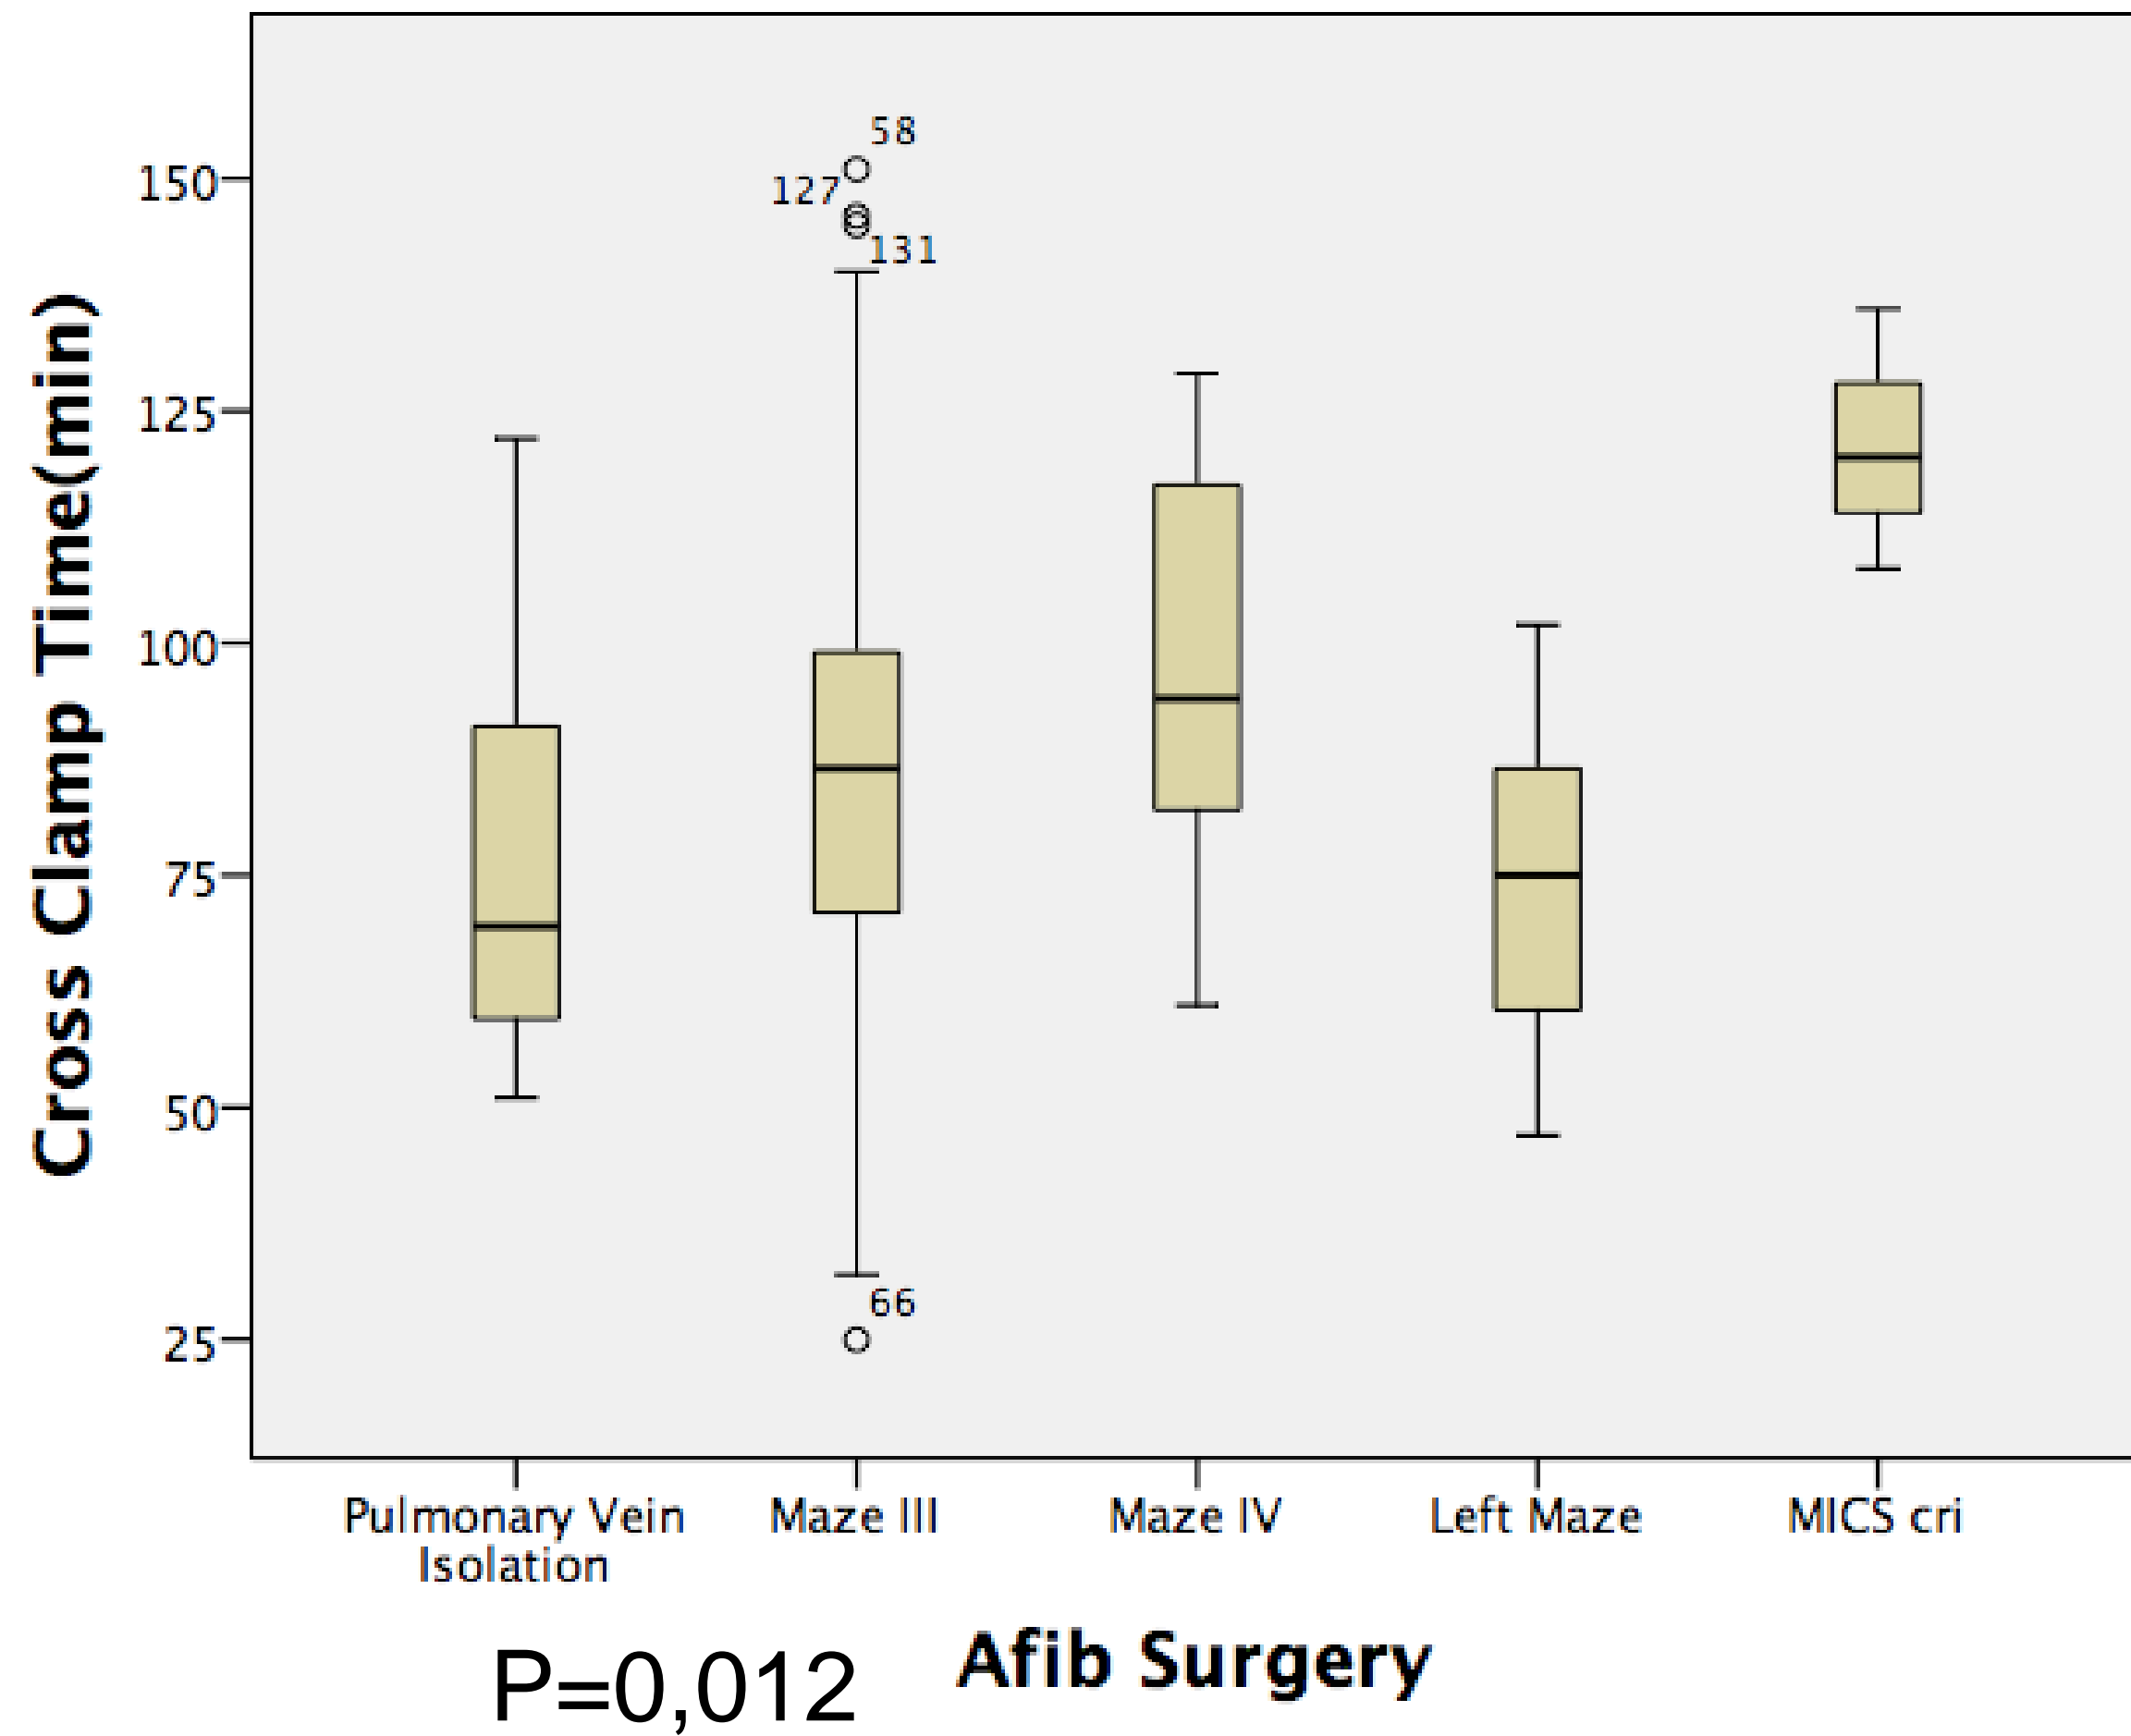 Cross Clamp Time(min)
150
125
100
75
50
25
58
127
131
66
Pulmonary Vein
Isolation
Maze III
Maze IV
Left Maze
MICS cri
Afib Surgery
P=0,012